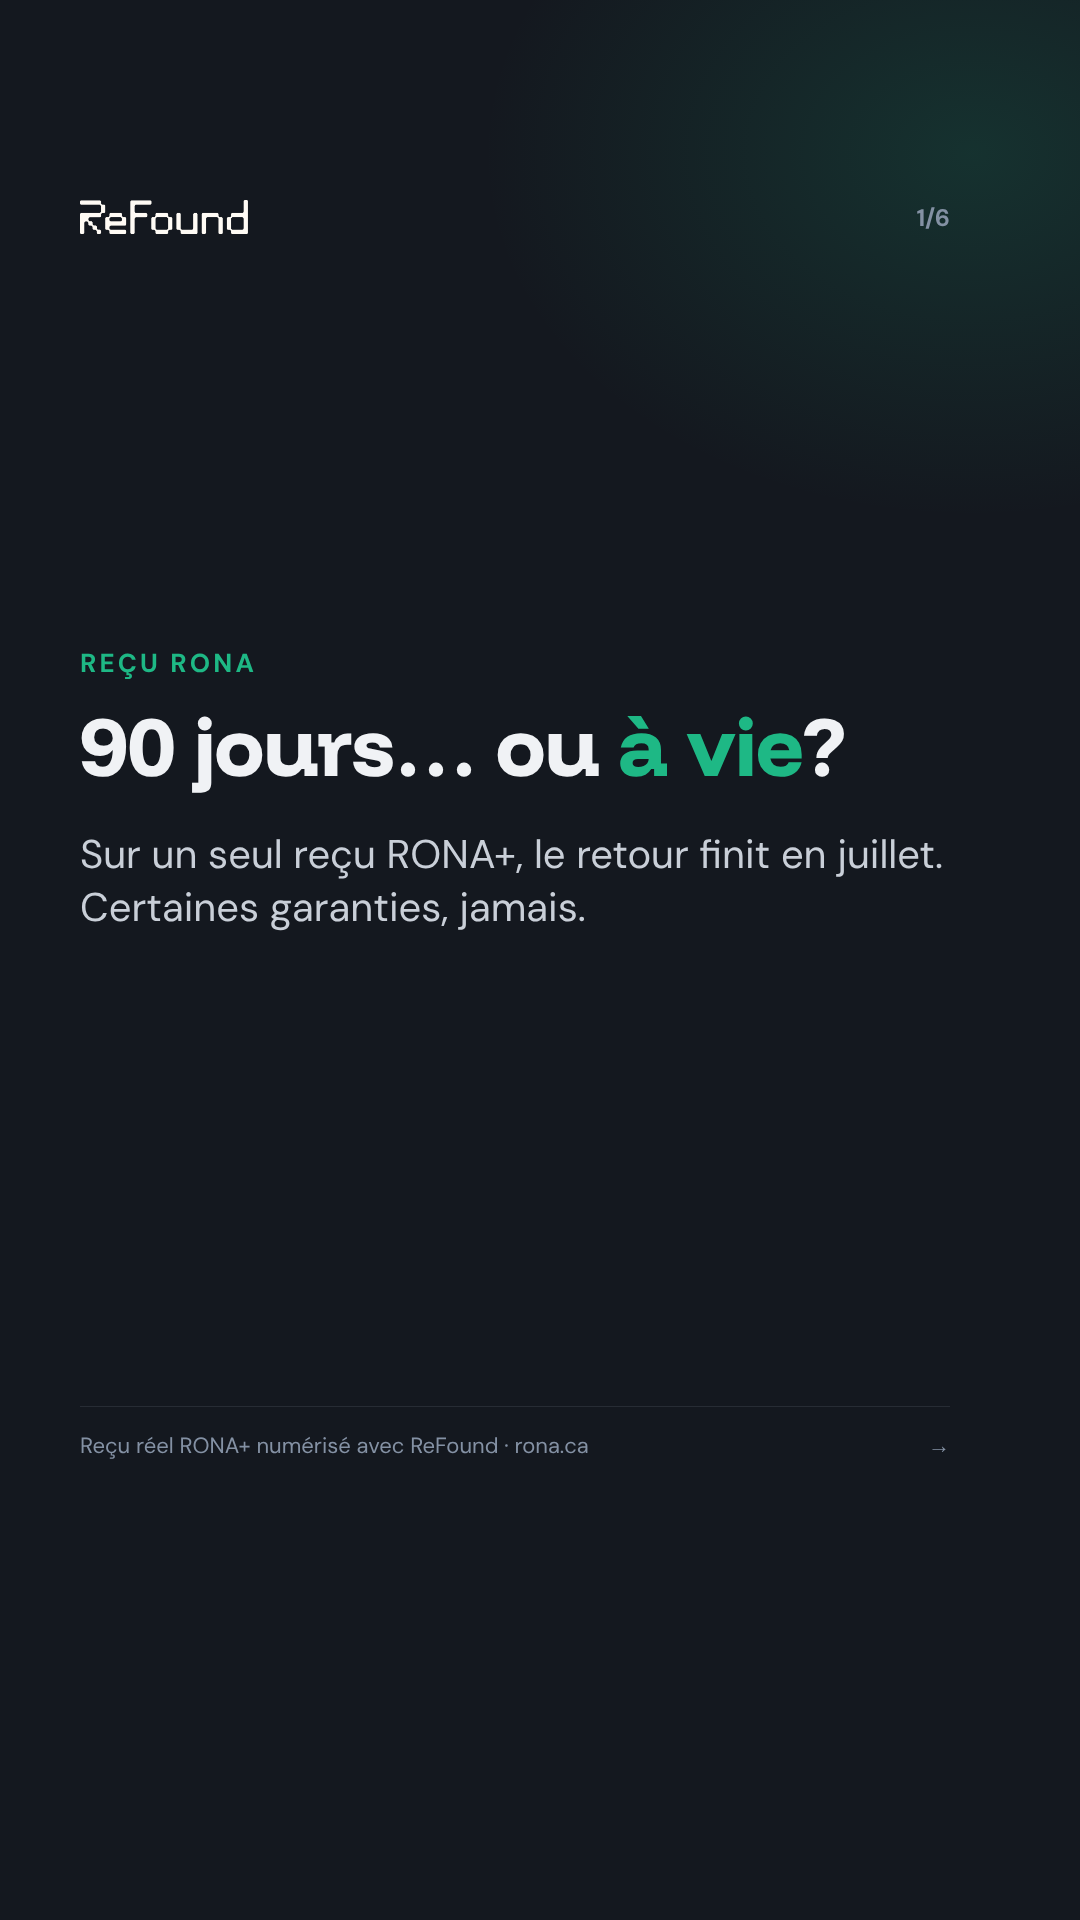 ReFound
1/6
REÇU RONA
90 jours... ou à vie?
Sur un seul reçu RONA+, le retour finit en juillet.
Certaines garanties, jamais.
Reçu réel RONA+ numérisé avec ReFound · rona.ca →